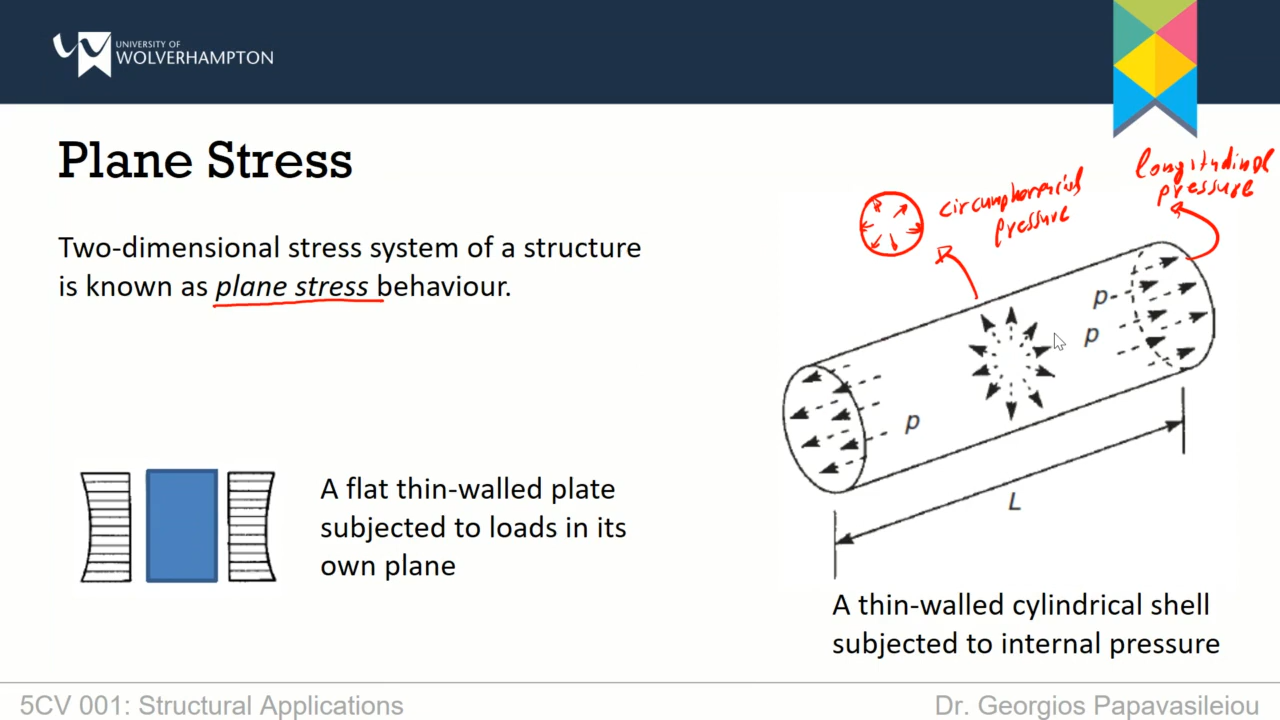 UNIVERSITY OF
WOLVERHAMPTON
Plane Stress
Two-dimensional stress system of a structure
is known as plane stress behaviour.
circumpherencial
pressure
longitudinal
pressure
p
p
p
L
A flat thin-walled plate
subjected to loads in its
own plane
A thin-walled cylindrical shell
subjected to internal pressure
5CV 001: Structural Applications
Dr. Georgios Papavasileiou